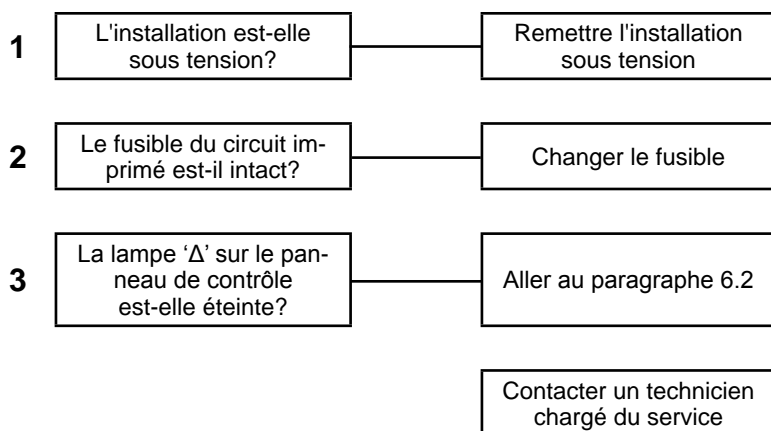 1
L'installation est-elle
sous tension?
Remettre l'installation
sous tension
2
Le fusible du circuit im-
primé est-il intact?
Changer le fusible
3
La lampe ‘Δ’ sur le pan-
neau de contrôle
est-elle éteinte?
Aller au paragraphe 6.2
Contacter un technicien
chargé du service